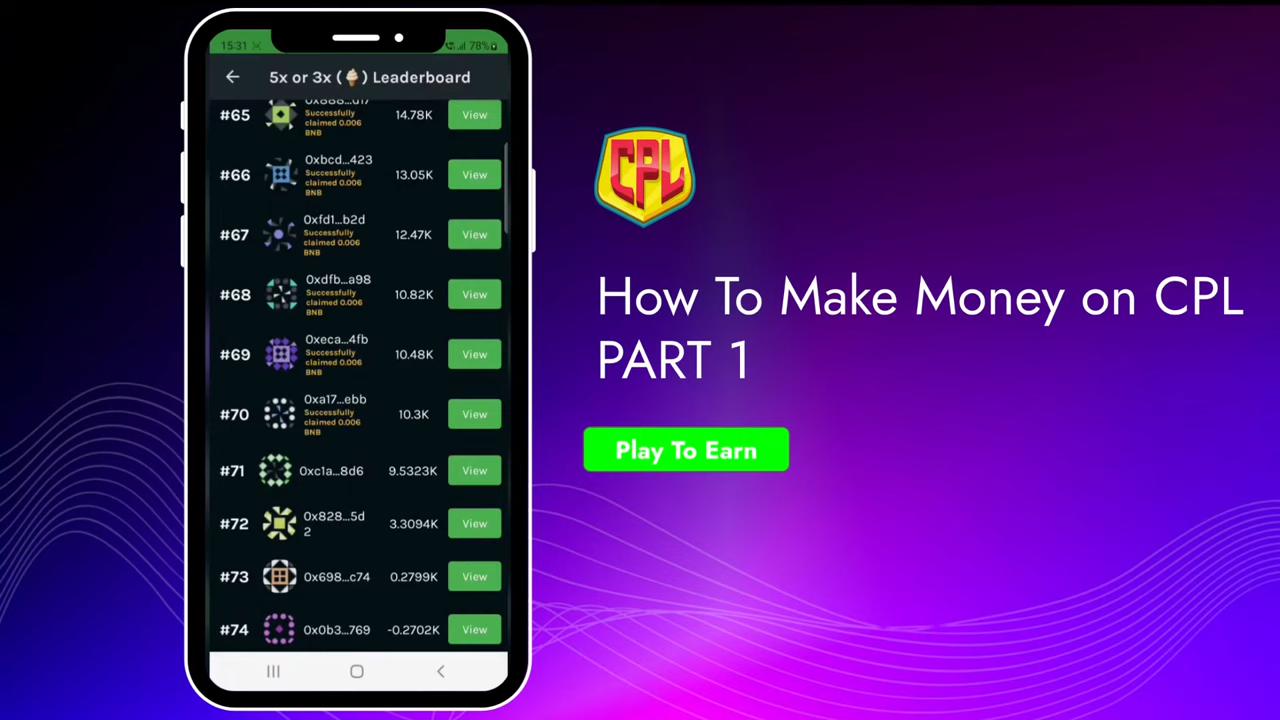 15:31
78%
5x or 3x (🍦) Leaderboard
#65
Successfully
claimed 0.006
BNB
14.78K
View
#66
0xbcd...423
Successfully
claimed 0.006
BNB
13.05K
View
#67
0xfd1...b2d
Successfully
claimed 0.006
BNB
12.47K
View
#68
0xdfb...a98
Successfully
claimed 0.006
BNB
10.82K
View
#69
0xeca...4fb
Successfully
claimed 0.006
BNB
10.48K
View
#70
0xa17...ebb
Successfully
claimed 0.006
BNB
10.3K
View
#71
0xc1a...8d6
9.5323K
View
#72
0x828...5d
2
3.3094K
View
#73
0x698...c74
0.2799K
View
#74
0x0b3...769
-0.2702K
View
CPL
How To Make Money on CPL
PART 1
Play To Earn